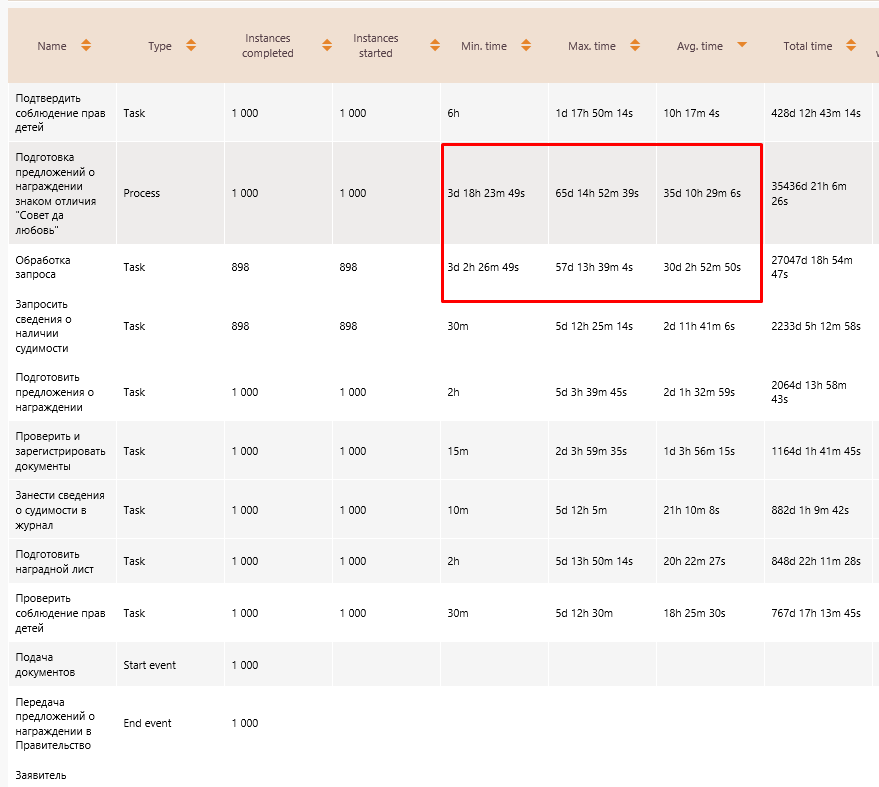 Name Type Instances completed Instances started Min. time Max. time Avg. time Total time
Подтвердить соблюдение прав детей Task 1 000 1 000 6h 1d 17h 50m 14s 10h 17m 4s 428d 12h 43m 14s
Подготовка предложений о награждении знаком отличия "Совет да любовь" Process 1 000 1 000 3d 18h 23m 49s 65d 14h 52m 39s 35d 10h 29m 6s 35436d 21h 6m 26s
Обработка запроса Task 898 898 3d 2h 26m 49s 57d 13h 39m 4s 30d 2h 52m 50s 27047d 18h 54m 47s
Запросить сведения о наличии судимости Task 898 898 30m 5d 12h 25m 14s 2d 11h 41m 6s 2233d 5h 12m 58s
Подготовить предложения о награждении Task 1 000 1 000 2h 5d 3h 39m 45s 2d 1h 32m 59s 2064d 13h 58m 43s
Проверить и зарегистрировать документы Task 1 000 1 000 15m 2d 3h 59m 35s 1d 3h 56m 15s 1164d 1h 41m 45s
Занести сведения о судимости в журнал Task 1 000 1 000 10m 5d 12h 5m 21h 10m 8s 882d 1h 9m 42s
Подготовить наградной лист Task 1 000 1 000 2h 5d 13h 50m 14s 20h 22m 27s 848d 22h 11m 28s
Проверить соблюдение прав детей Task 1 000 1 000 30m 5d 12h 30m 18h 25m 30s 767d 17h 13m 45s
Подача документов Start event 1 000
Передача предложений о награждении в Правительство End event 1 000
Заявитель